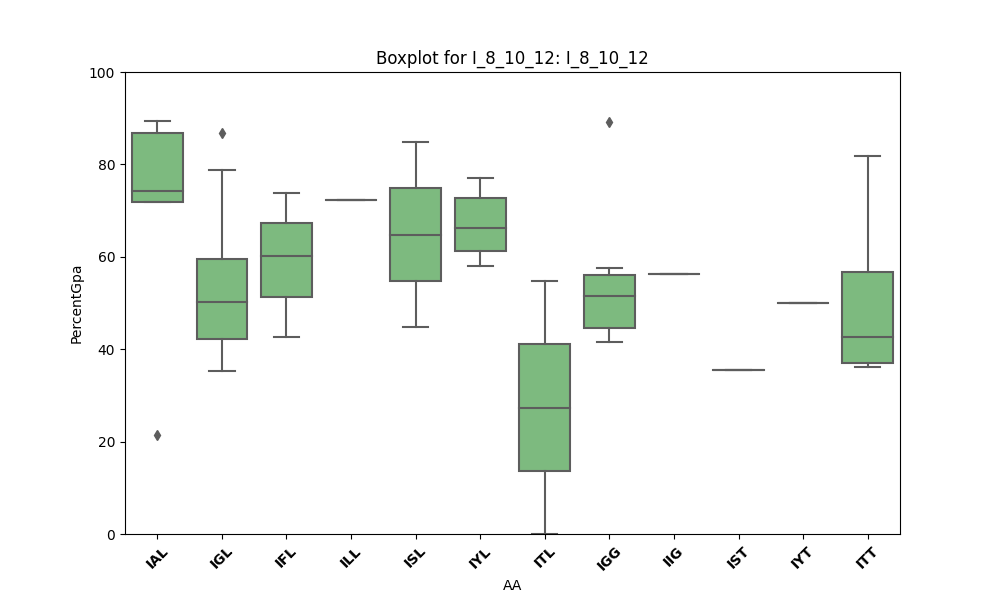 Boxplot for I_8_10_12: I_8_10_12
PercentGpa
100
80
60
40
20
0
IAL IGL IFL ILL ISL IYL ITL IGG IIG IST IYT ITT
AA